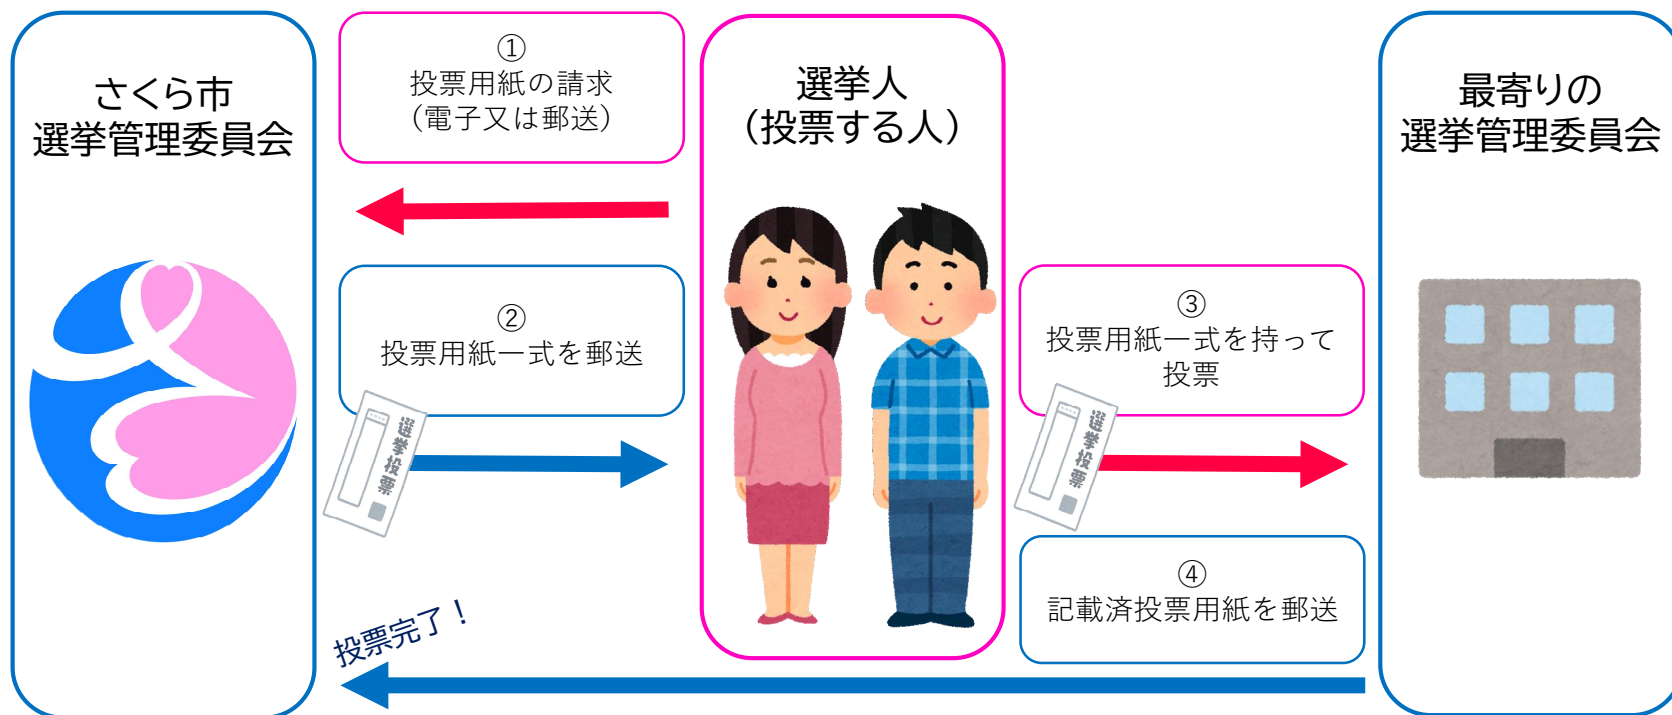 さくら市
選挙管理委員会
①
投票用紙の請求
（電子又は郵送）
選挙人
（投票する人）
最寄りの
選挙管理委員会
②
投票用紙一式を郵送
選挙投票
③
投票用紙一式を持って
投票
選挙投票
④
記載済投票用紙を郵送
投票完了！